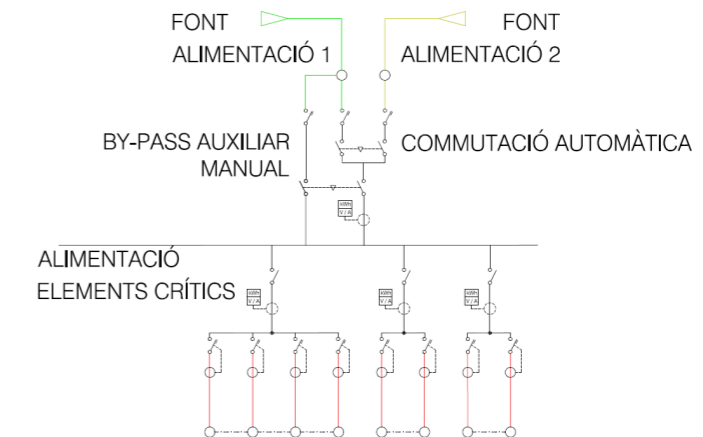 FONT
ALIMENTACIÓ 1
FONT
ALIMENTACIÓ 2
BY-PASS AUXILIAR
MANUAL
COMMUTACIÓ AUTOMÀTICA
kWh
V / A
ALIMENTACIÓ
ELEMENTS CRÍTICS
kWh
V / A
kWh
V / A
kWh
V / A